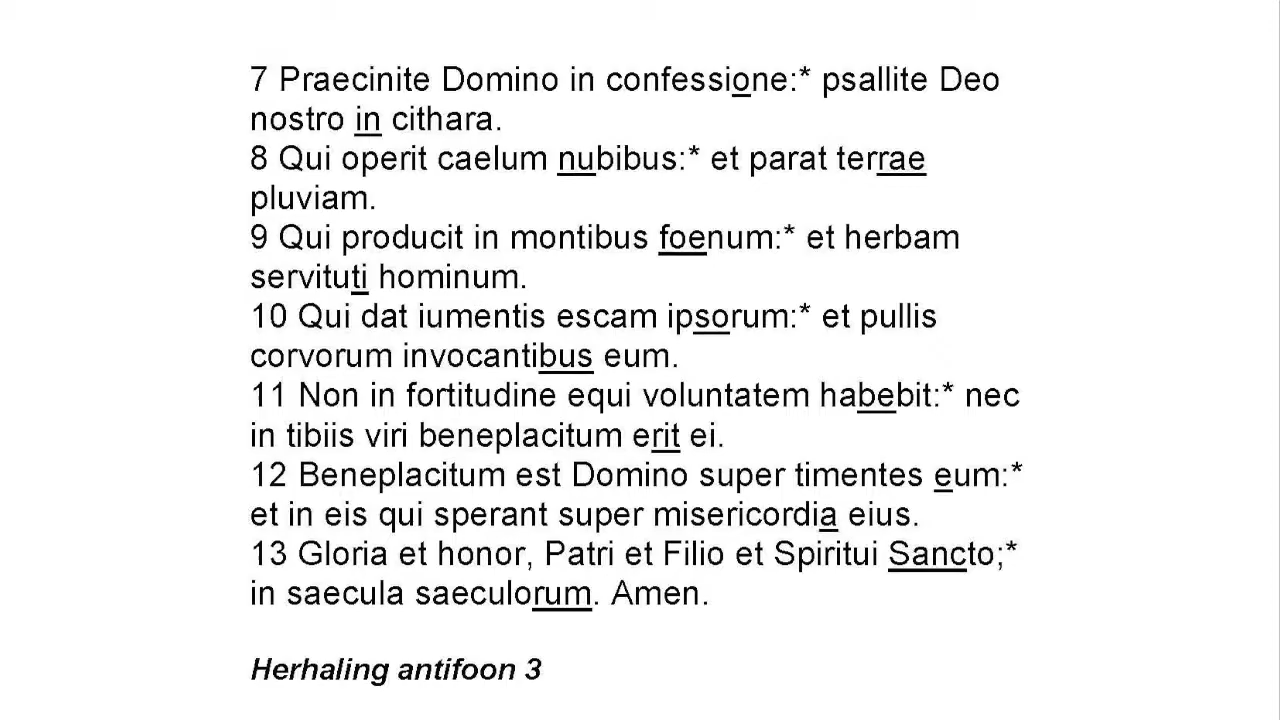 7 Praecinite Domino in confessione:* psallite Deo
nostro in cithara.
8 Qui operit caelum nubibus:* et parat terrae
pluviam.
9 Qui producit in montibus foenum:* et herbam
servituti hominum.
10 Qui dat iumentis escam ipsorum:* et pullis
corvorum invocantibus eum.
11 Non in fortitudine equi voluntatem habebit:* nec
in tibiis viri beneplacitum erit ei.
12 Beneplacitum est Domino super timentes eum:*
et in eis qui sperant super misericordia eius.
13 Gloria et honor, Patri et Filio et Spiritui Sancto;*
in saecula saeculorum. Amen.
Herhaling antifoon 3